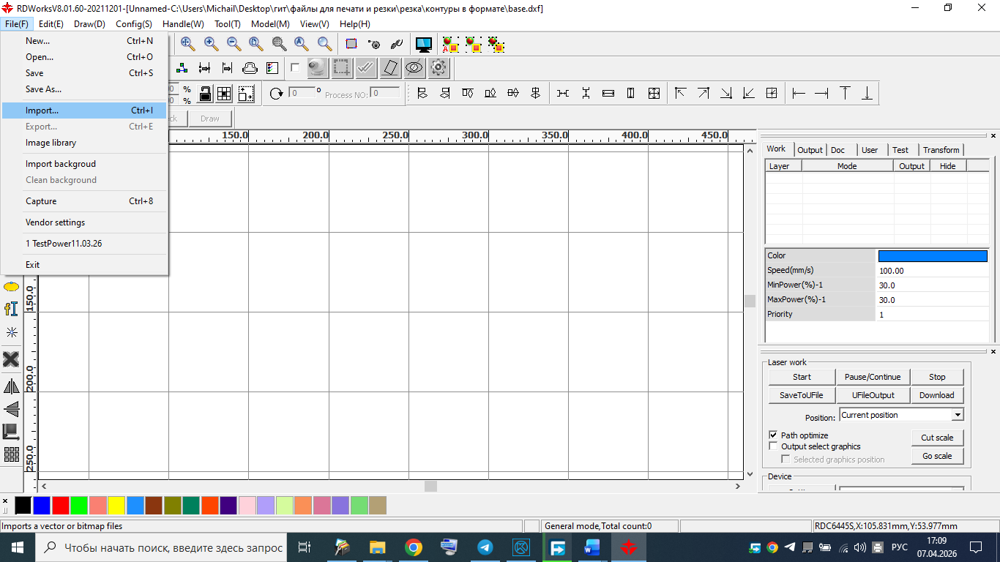 RDWorksV8.01.60-20211201-[Unnamed-C:\Users\Michail\Desktop\гит\файлы для печати и резки\резка\контуры в формате\base.dxf]
File(F) Edit(E) Draw(D) Config(S) Handle(W) Tool(T) Model(M) View(V) Help(H)
New... Ctrl+N
Open... Ctrl+O
Save Ctrl+S
Save As...
Import... Ctrl+I
Export... Ctrl+E
Image library
Import backgroud
Clean background
Capture Ctrl+8
Vendor settings
1 TestPower11.03.26
Exit
0 %
0 %
0 ° Process NO: 0
ck Draw
150.0 200.0 250.0 300.0 350.0 400.0 450.0
150.0
200.0
250.0
Work Output Doc User Test Transform
Layer Mode Output Hide
Color
Speed(mm/s) 100.00
MinPower(%)-1 30.0
MaxPower(%)-1 30.0
Priority 1
Laser work
Start Pause/Continue Stop
SaveToUFile UFileOutput Download
Position: Current position
Path optimize
Output select graphics
Selected graphics position
Cut scale
Go scale
Device
Imports a vector or bitmap files
General mode,Total count:0
RDC6445S,X:105.831mm,Y:53.977mm
Чтобы начать поиск, введите здесь запрос
РУС
17:09
07.04.2026